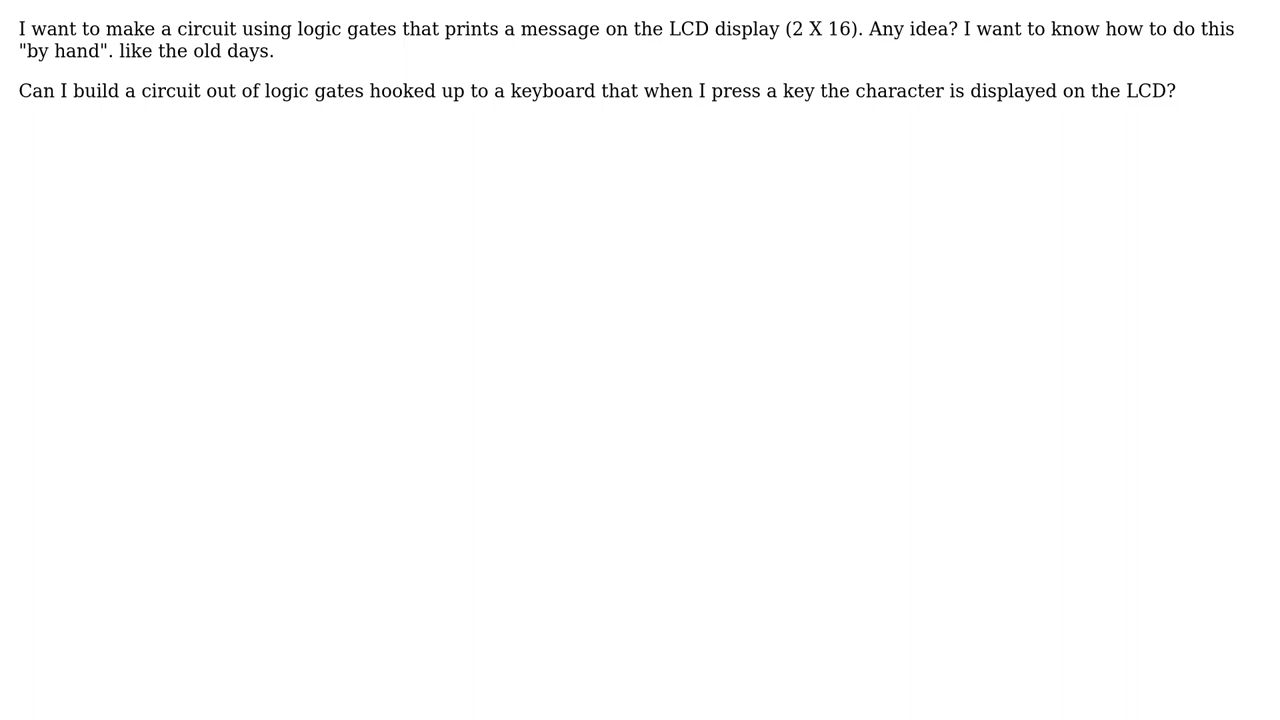 I want to make a circuit using logic gates that prints a message on the LCD display (2 X 16). Any idea? I want to know how to do this
"by hand". like the old days.
Can I build a circuit out of logic gates hooked up to a keyboard that when I press a key the character is displayed on the LCD?